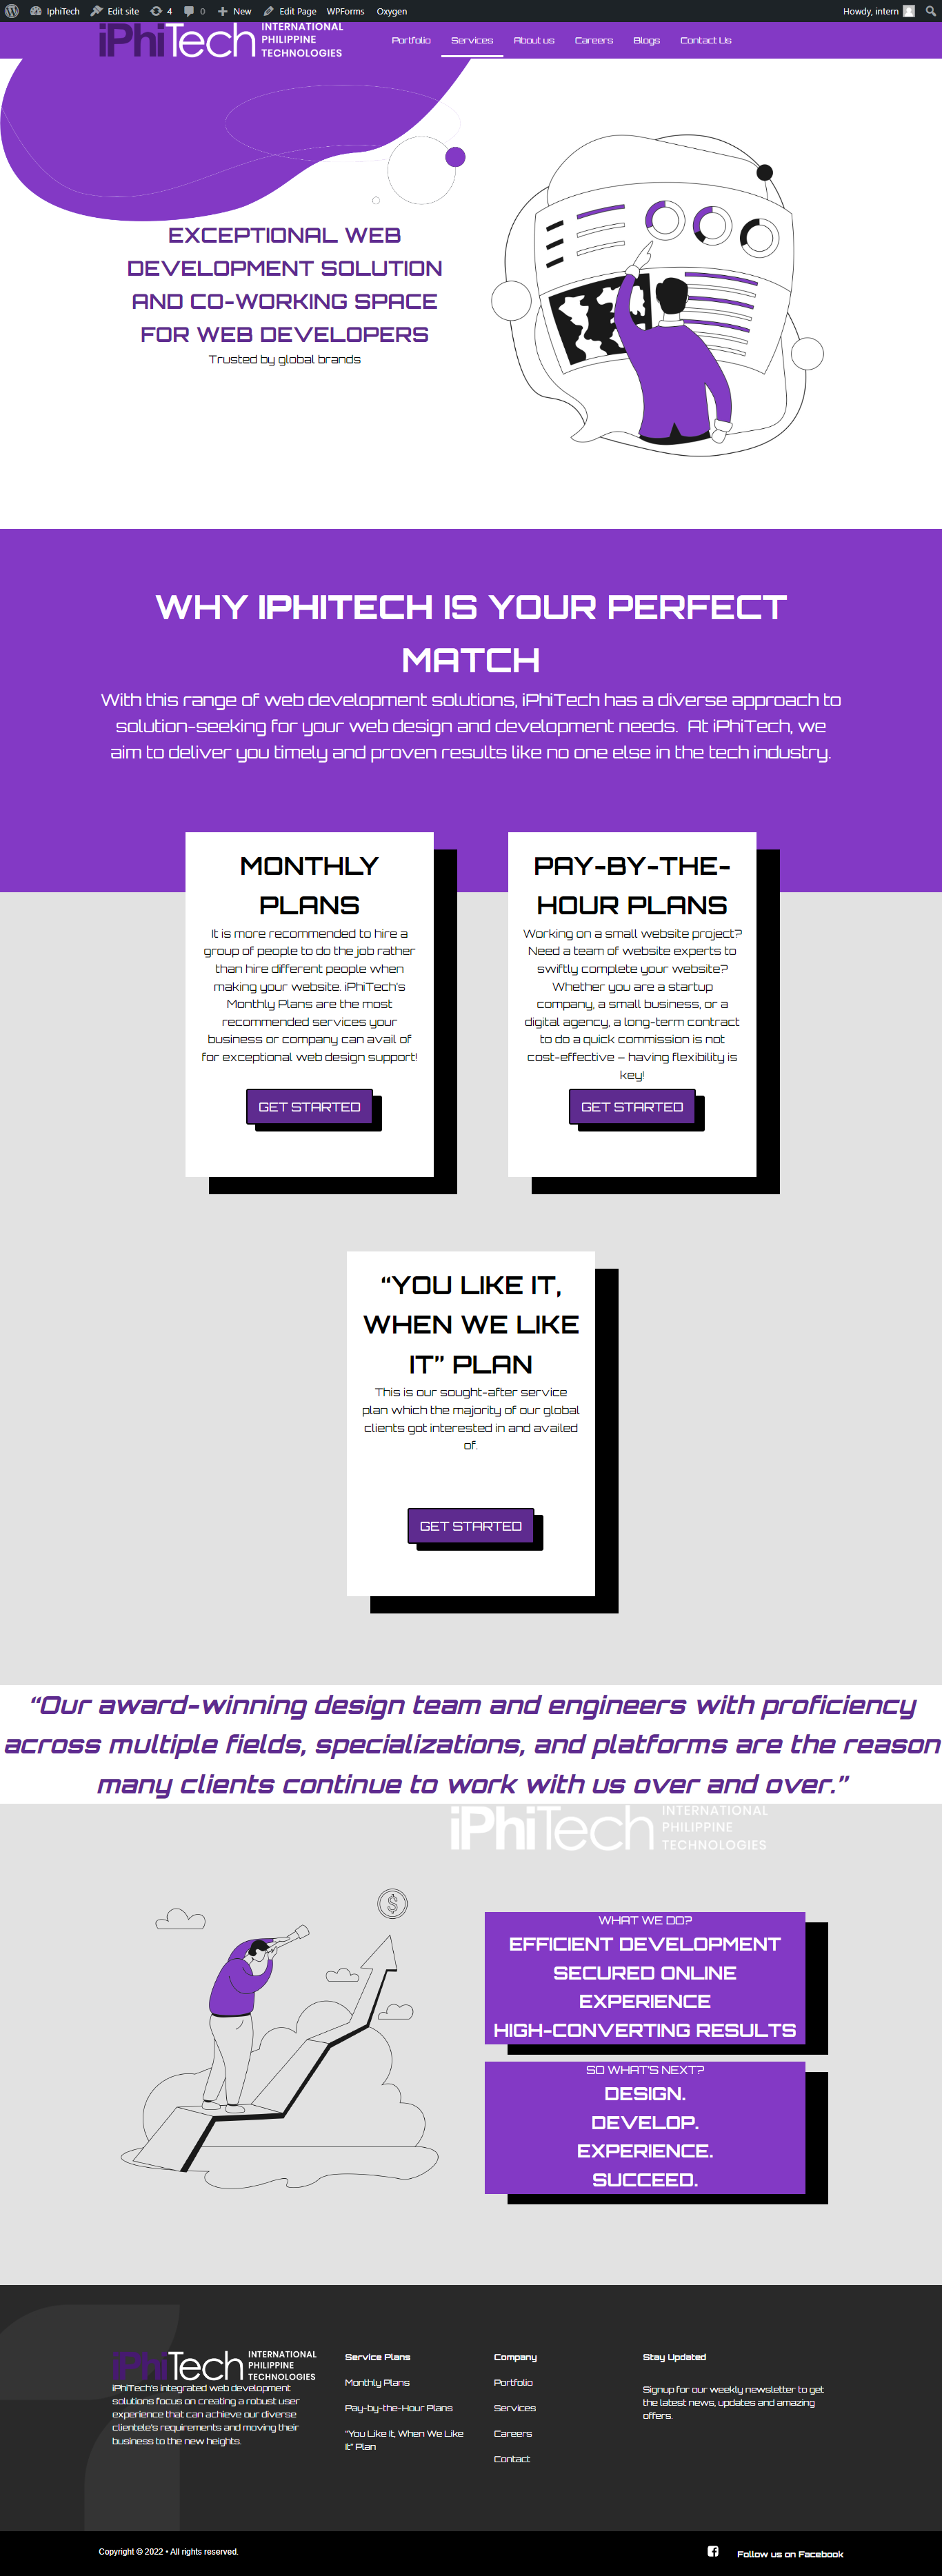 IphiTech Edit site 4 0 New Edit Page WPForms Oxygen Howdy, intern
iPhiTech INTERNATIONAL
PHILIPPINE
TECHNOLOGIES
Portfolio Services About us Careers Blogs Contact Us
EXCEPTIONAL WEB
DEVELOPMENT SOLUTION
AND CO-WORKING SPACE
FOR WEB DEVELOPERS
Trusted by global brands
WHY IPHITECH IS YOUR PERFECT
MATCH
With this range of web development solutions, iPhiTech has a diverse approach to
solution-seeking for your web design and development needs. At iPhiTech, we
aim to deliver you timely and proven results like no one else in the tech industry.
MONTHLY
PLANS
It is more recommended to hire a
group of people to do the job rather
than hire different people when
making your website. iPhiTech's
Monthly Plans are the most
recommended services your
business or company can avail of
for exceptional web design support!
GET STARTED
PAY-BY-THE-
HOUR PLANS
Working on a small website project?
Need a team of website experts to
swiftly complete your website?
Whether you are a startup
company, a small business, or a
digital agency, a long-term contract
to do a quick commission is not
cost-effective – having flexibility is
key!
GET STARTED
“YOU LIKE IT,
WHEN WE LIKE
IT” PLAN
This is our sought-after service
plan which the majority of our global
clients got interested in and availed
of.
GET STARTED
“Our award-winning design team and engineers with proficiency
across multiple fields, specializations, and platforms are the reason
many clients continue to work with us over and over.”
iPhiTech INTERNATIONAL
PHILIPPINE
TECHNOLOGIES
$
WHAT WE DO?
EFFICIENT DEVELOPMENT
SECURED ONLINE
EXPERIENCE
HIGH-CONVERTING RESULTS
SO WHAT'S NEXT?
DESIGN.
DEVELOP.
EXPERIENCE.
SUCCEED.
iPhiTech INTERNATIONAL
PHILIPPINE
TECHNOLOGIES
iPhiTech's integrated web development
solutions focus on creating a robust user
experience that can achieve our diverse
clientele's requirements and moving their
business to the new heights.
Service Plans
Monthly Plans
Pay-by-the-Hour Plans
“You Like It, When We Like
It” Plan
Company
Portfolio
Services
Careers
Contact
Stay Updated
Signup for our weekly newsletter to get
the latest news, updates and amazing
offers.
Copyright © 2022 • All rights reserved.
Follow us on Facebook